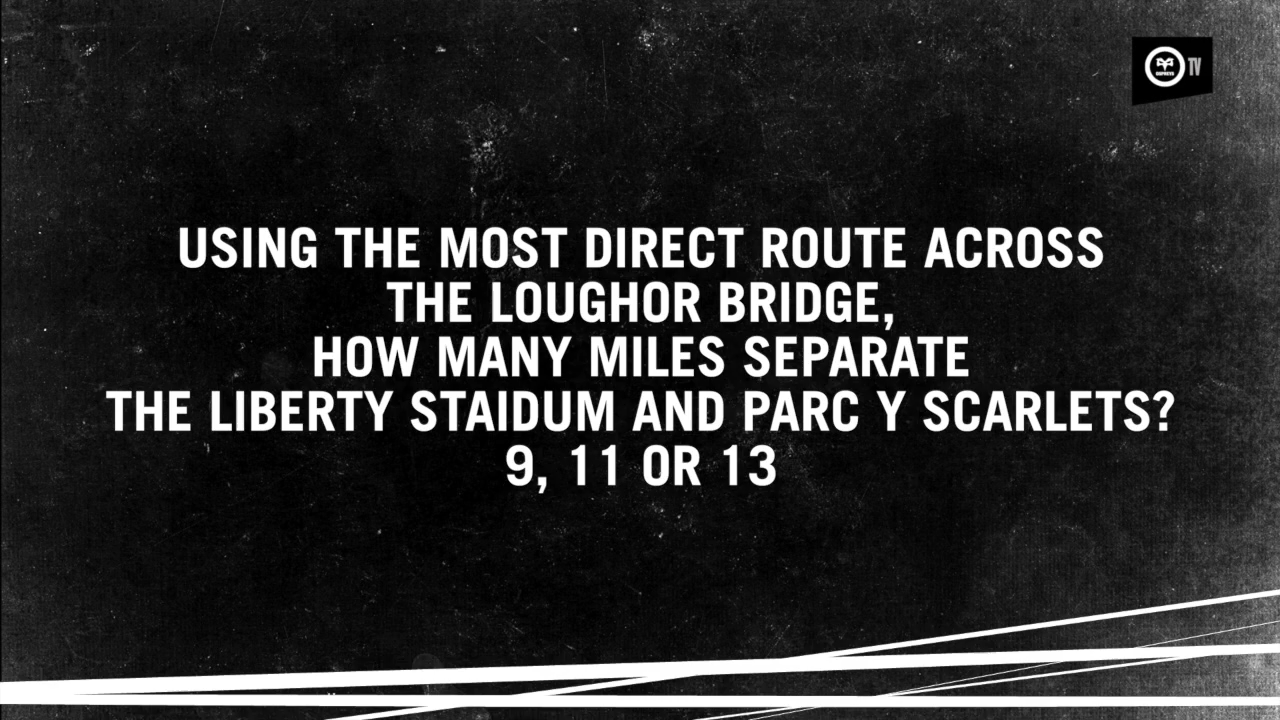 OSPREYS TV
USING THE MOST DIRECT ROUTE ACROSS
THE LOUGHOR BRIDGE,
HOW MANY MILES SEPARATE
THE LIBERTY STAIDUM AND PARC Y SCARLETS?
9, 11 OR 13